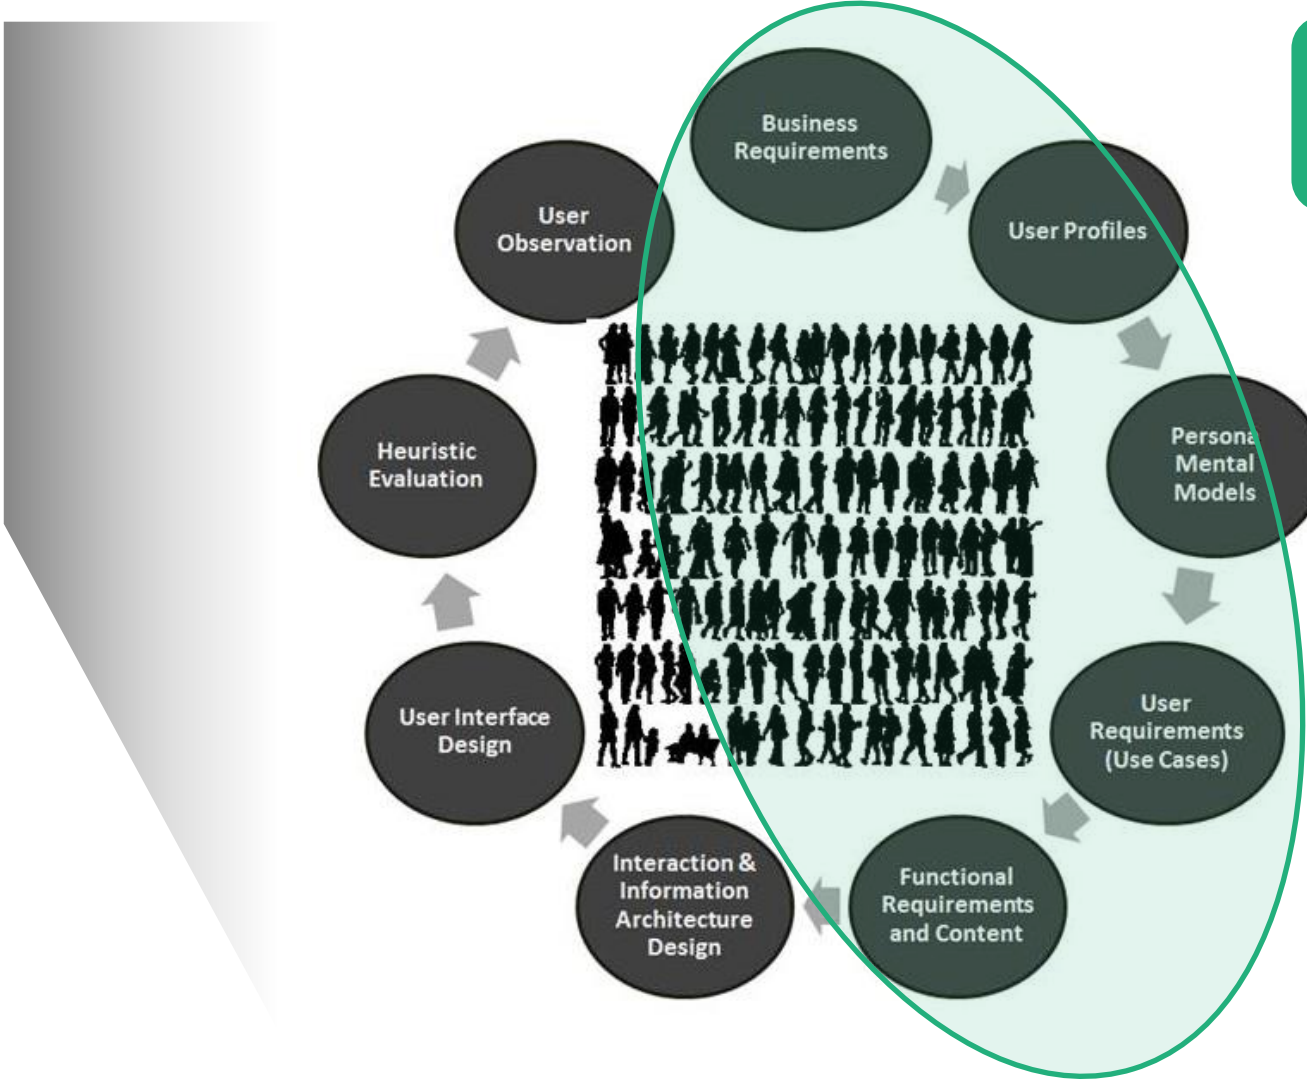 Business
Requirements
User Profiles
Persona
Mental
Models
User
Requirements
(Use Cases)
Functional
Requirements
and Content
Interaction &
Information
Architecture
Design
User Interface
Design
Heuristic
Evaluation
User
Observation